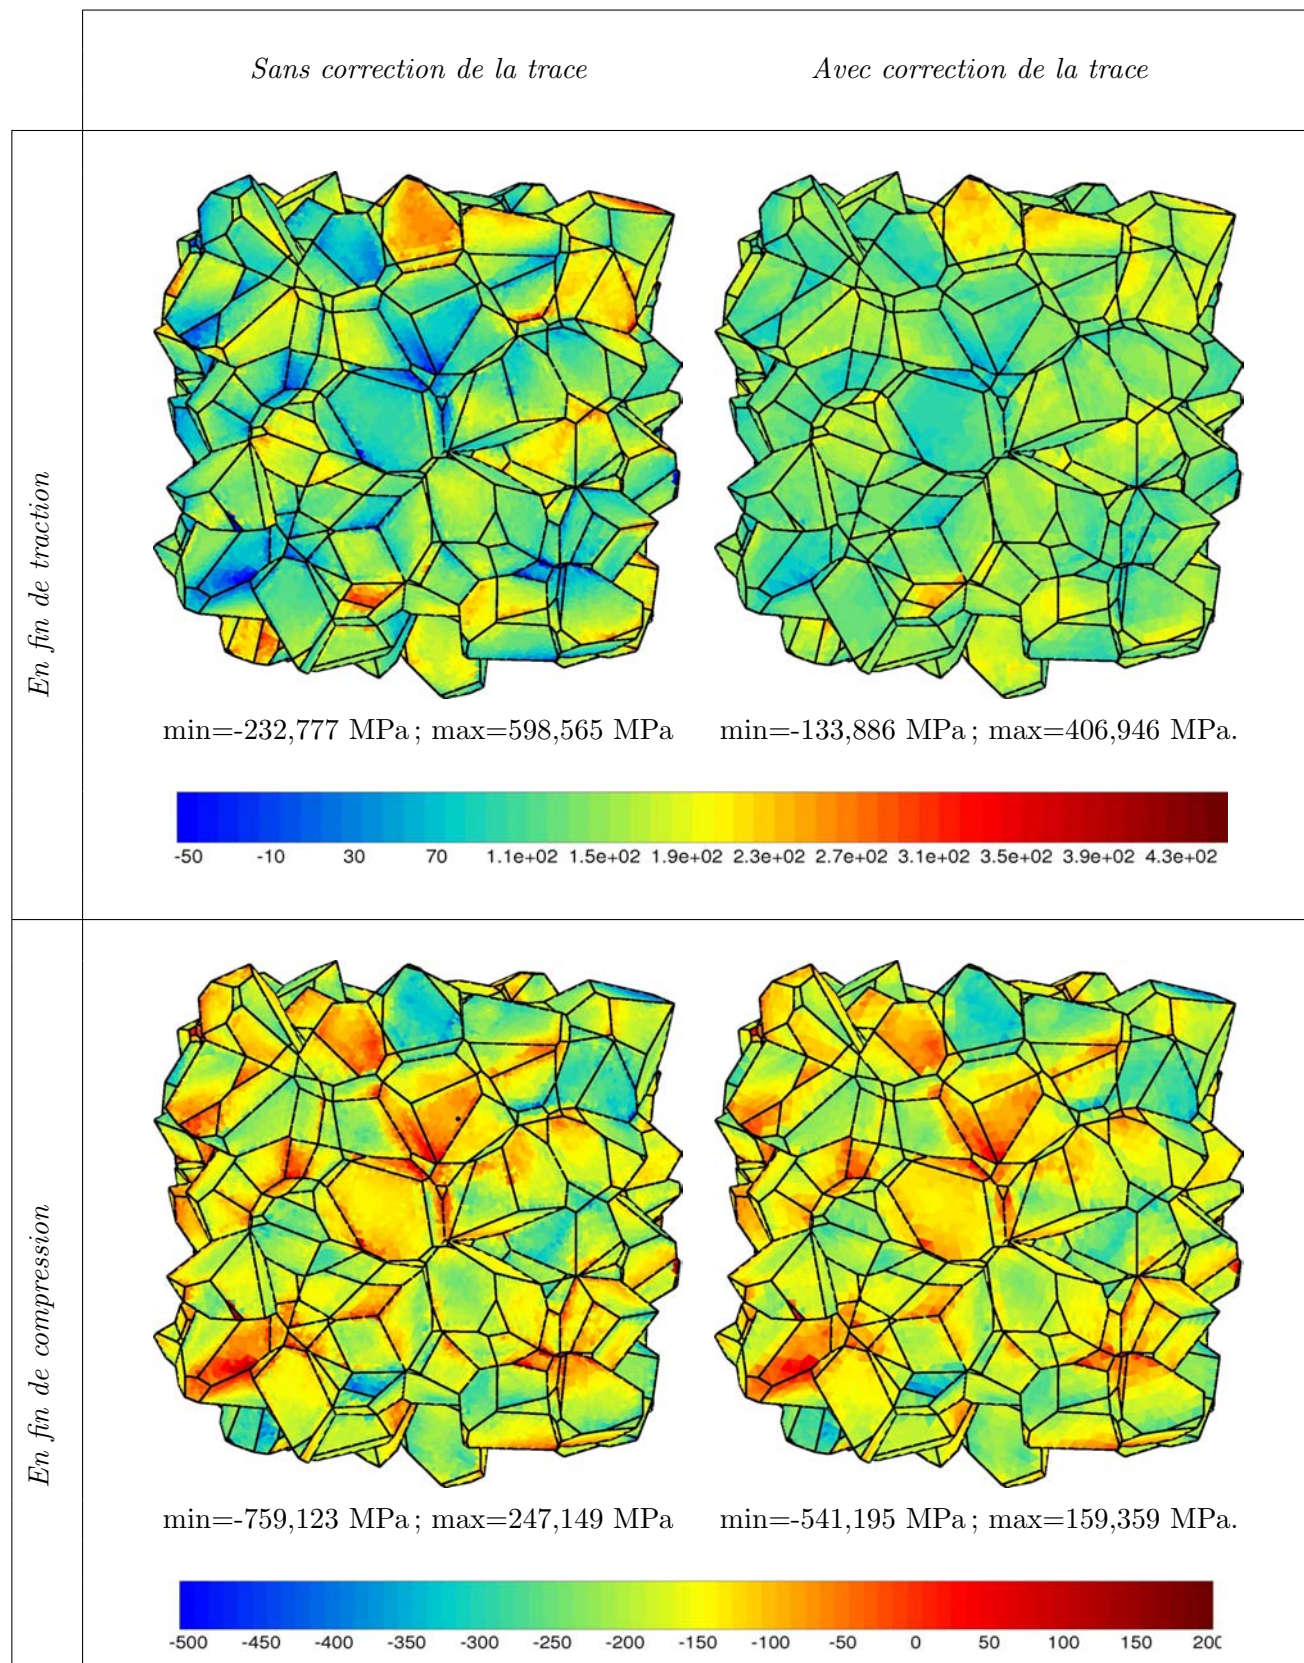 Sans correction de la trace Avec correction de la trace
En fin de traction
min=-232,777 MPa ; max=598,565 MPa min=-133,886 MPa ; max=406,946 MPa.
-50 -10 30 70 1.1e+02 1.5e+02 1.9e+02 2.3e+02 2.7e+02 3.1e+02 3.5e+02 3.9e+02 4.3e+02
En fin de compression
min=-759,123 MPa ; max=247,149 MPa min=-541,195 MPa ; max=159,359 MPa.
-500 -450 -400 -350 -300 -250 -200 -150 -100 -50 0 50 100 150 200